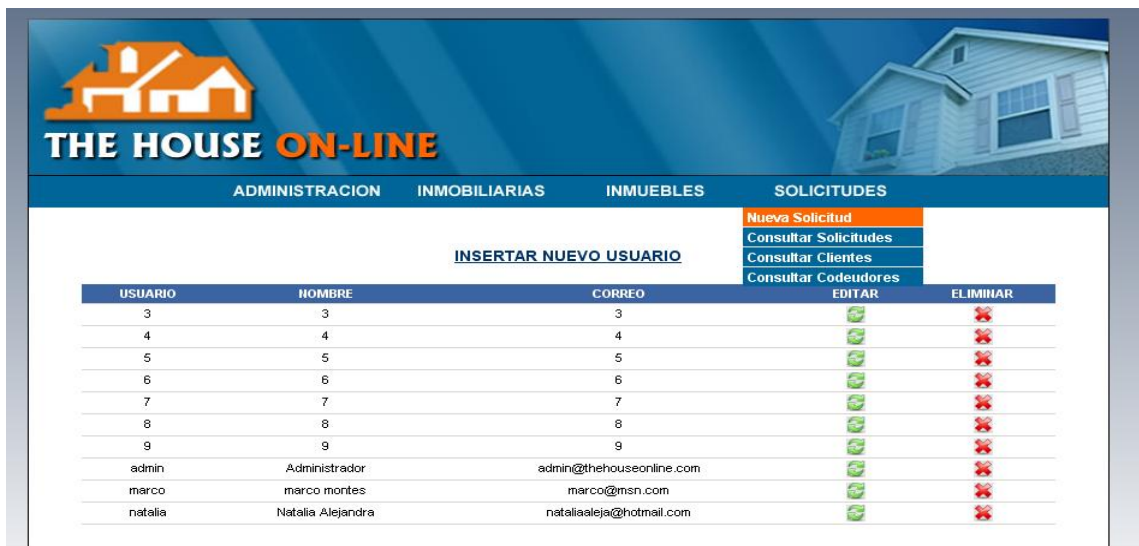 THE HOUSE ON-LINE
ADMINISTRACION INMOBILIARIAS INMUEBLES SOLICITUDES
Nueva Solicitud
Consultar Solicitudes
Consultar Clientes
Consultar Codeudores
INSERTAR NUEVO USUARIO
USUARIO NOMBRE CORREO EDITAR ELIMINAR
3 3 3
4 4 4
5 5 5
6 6 6
7 7 7
8 8 8
9 9 9
admin Administrador admin@thehouseonline.com
marco marco montes marco@msn.com
natalia Natalia Alejandra nataliaaleja@hotmail.com